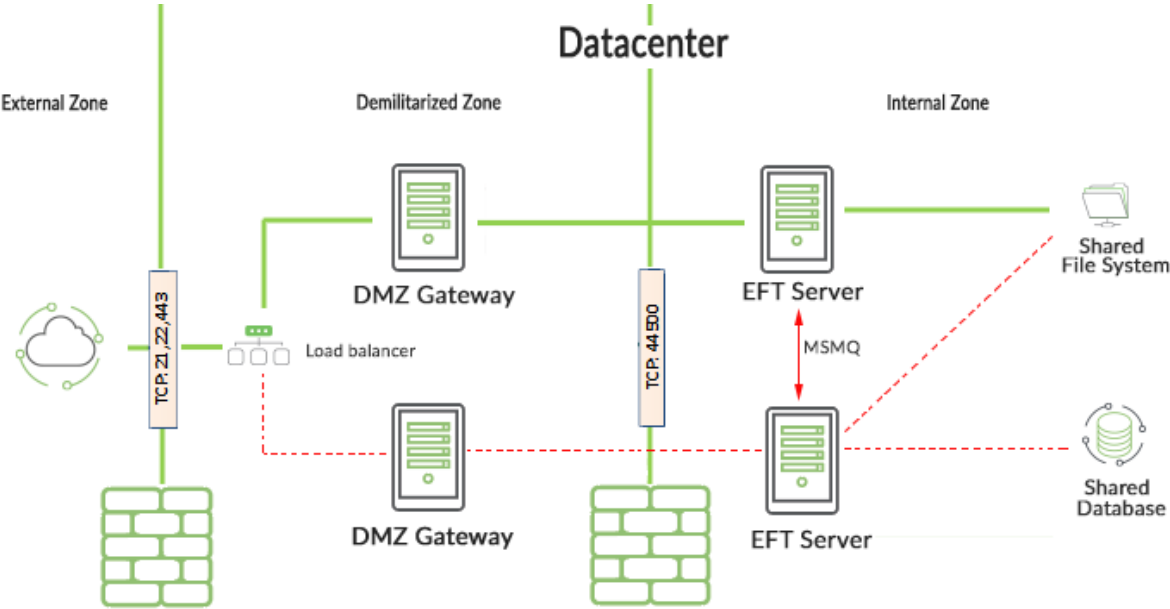 Datacenter
External Zone
Demilitarized Zone
Internal Zone
Shared
File System
DMZ Gateway
EFT Server
TCP: 21,22,443
Load balancer
TCP: 44500
MSMQ
Shared
Database
DMZ Gateway
EFT Server